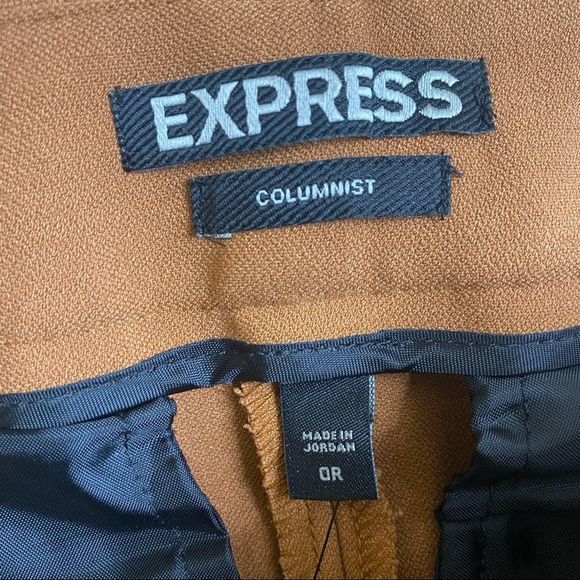 EXPRESS
COLUMNIST
MADE IN
JORDAN
0R